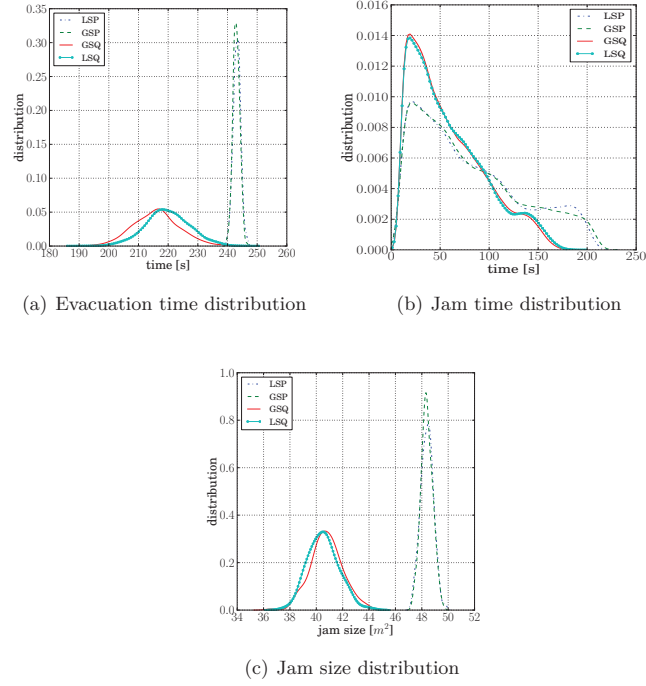 0.35
0.30
0.25
0.20
0.15
0.10
0.05
0.00
distribution
LSP
GSP
GSQ
LSQ
180 190 200 210 220 230 240 250 260
time [s]
(a) Evacuation time distribution
0.016
0.014
0.012
0.010
0.008
0.006
0.004
0.002
0.000
distribution
LSP
GSP
GSQ
LSQ
0 50 100 150 200 250
time [s]
(b) Jam time distribution
1.0
0.8
0.6
0.4
0.2
0.0
distribution
LSP
GSP
GSQ
LSQ
34 36 38 40 42 44 46 48 50 52
jam size [m²]
(c) Jam size distribution